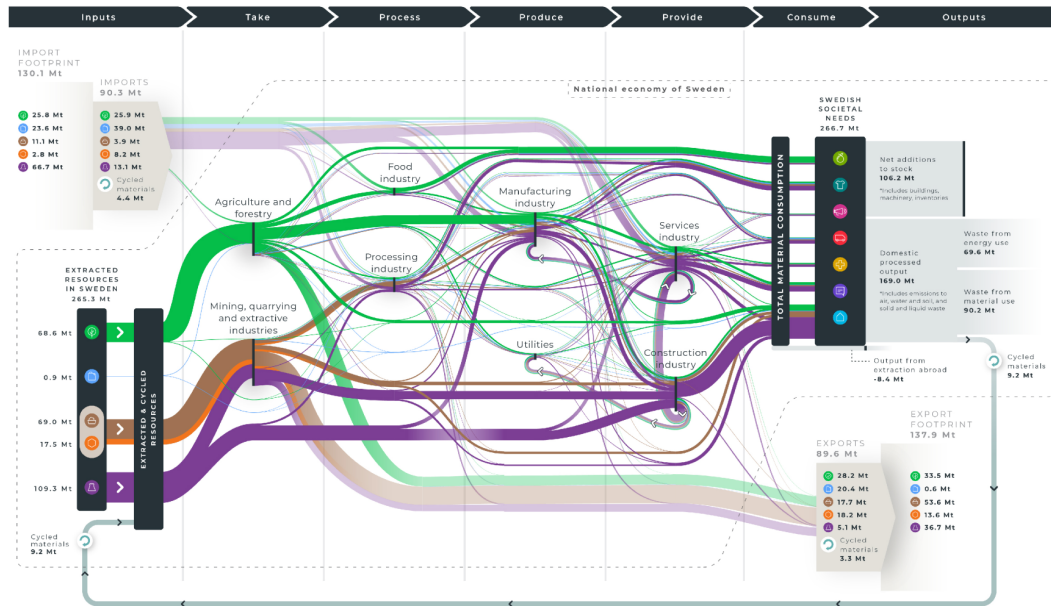 Inputs
Take
Process
Produce
Provide
Consume
Outputs
IMPORT
FOOTPRINT
130.1 Mt
IMPORTS
90.3 Mt
25.8 Mt
23.6 Mt
11.1 Mt
2.8 Mt
66.7 Mt
25.9 Mt
39.0 Mt
3.9 Mt
8.2 Mt
13.1 Mt
Cycled
materials
4.4 Mt
National economy of Sweden
SWEDISH
SOCIETAL
NEEDS
266.7 Mt
Food
industry
Agriculture and
forestry
Manufacturing
industry
Services
industry
Processing
industry
Mining, quarrying
and extractive
industries
Utilities
Construction
industry
TOTAL MATERIAL CONSUMPTION
Net additions
to stock
106.2 Mt
*Includes buildings,
machinery, inventories
Domestic
processed
output
169.0 Mt
*Includes emissions to
air, water and soil, and
solid and liquid waste
Waste from
energy use
69.6 Mt
Waste from
material use
90.2 Mt
Output from
extraction abroad
-8.4 Mt
Cycled
materials
9.2 Mt
EXTRACTED
RESOURCES
IN SWEDEN
265.3 Mt
68.6 Mt
0.9 Mt
69.0 Mt
17.5 Mt
109.3 Mt
EXTRACTED & CYCLED
RESOURCES
Cycled
materials
9.2 Mt
EXPORTS
89.6 Mt
28.2 Mt
20.4 Mt
17.7 Mt
18.2 Mt
5.1 Mt
Cycled
materials
3.3 Mt
EXPORT
FOOTPRINT
137.9 Mt
33.5 Mt
0.6 Mt
53.6 Mt
13.6 Mt
36.7 Mt